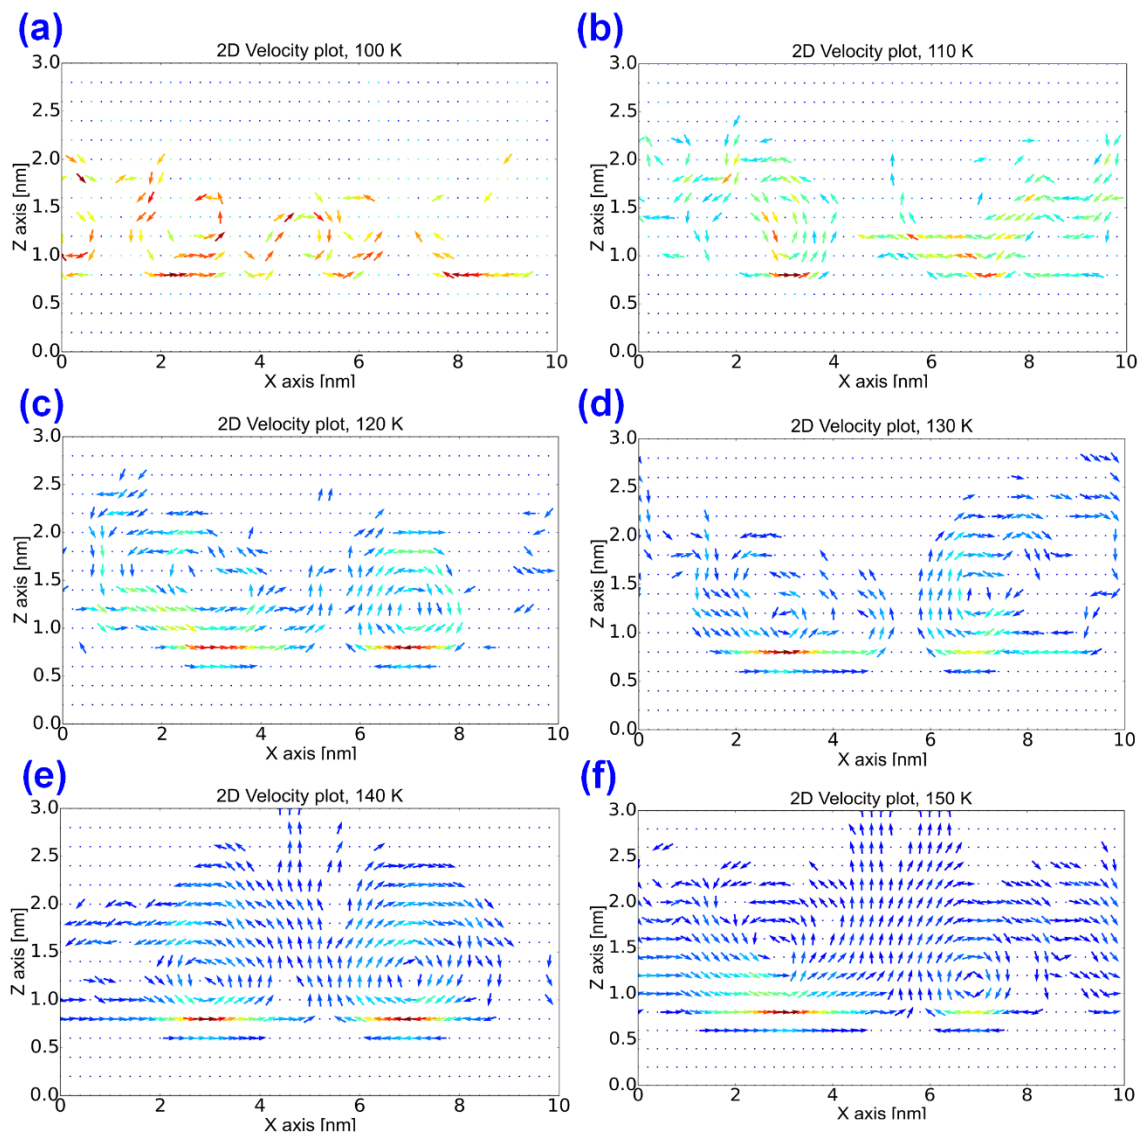 (a)
2D Velocity plot, 100 K
3.0
2.5
2.0
1.5
1.0
0.5
0.0
Z axis [nm]
0 2 4 6 8 10
X axis [nm]
(b)
2D Velocity plot, 110 K
3.0
2.5
2.0
1.5
1.0
0.5
0.0
Z axis [nm]
0 2 4 6 8 10
X axis [nm]
(c)
2D Velocity plot, 120 K
3.0
2.5
2.0
1.5
1.0
0.5
0.0
Z axis [nm]
0 2 4 6 8 10
X axis [nm]
(d)
2D Velocity plot, 130 K
3.0
2.5
2.0
1.5
1.0
0.5
0.0
Z axis [nm]
0 2 4 6 8 10
X axis [nm]
(e)
2D Velocity plot, 140 K
3.0
2.5
2.0
1.5
1.0
0.5
0.0
Z axis [nm]
0 2 4 6 8 10
X axis [nm]
(f)
2D Velocity plot, 150 K
3.0
2.5
2.0
1.5
1.0
0.5
0.0
Z axis [nm]
0 2 4 6 8 10
X axis [nm]